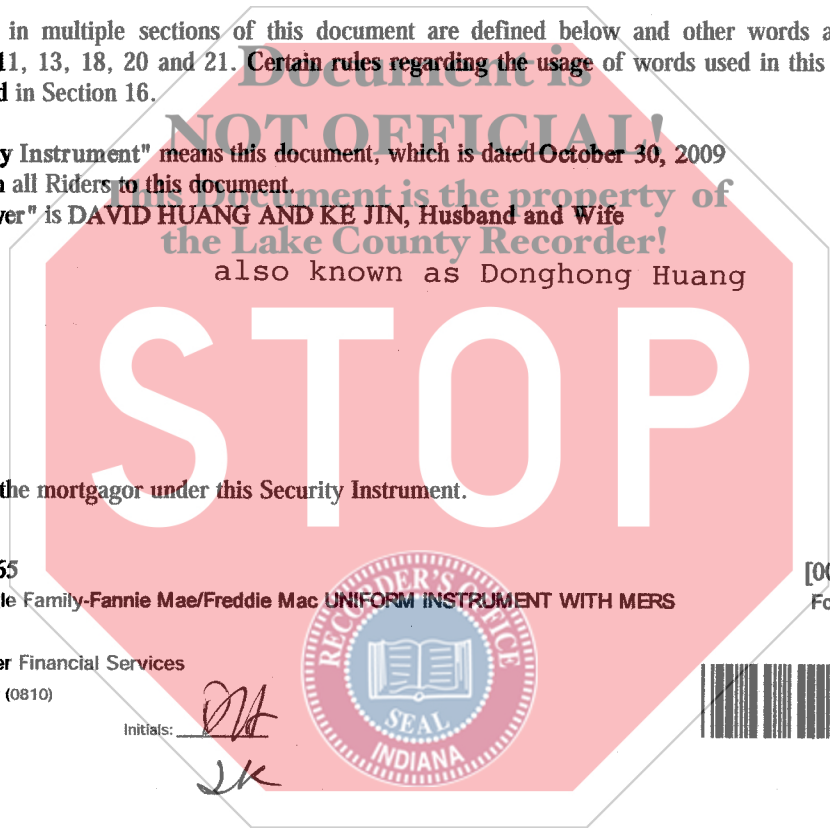 in multiple sections of this document are defined below and other words a
11, 13, 18, 20 and 21. Certain rules regarding the usage of words used in this
d in Section 16.
Document is
NOT OFFICIAL!
This Document is the property of
the Lake County Recorder!
y Instrument" means this document, which is dated October 30, 2009
all Riders to this document.
er" is DAVID HUANG AND KE JIN, Husband and Wife
also known as Donghong Huang
STOP
the mortgagor under this Security Instrument.
65
[00
le Family-Fannie Mae/Freddie Mac UNIFORM INSTRUMENT WITH MERS
Fo
er Financial Services
(0810)
Initials: DH
RECORDER'S OFFICE
SEAL
INDIANA